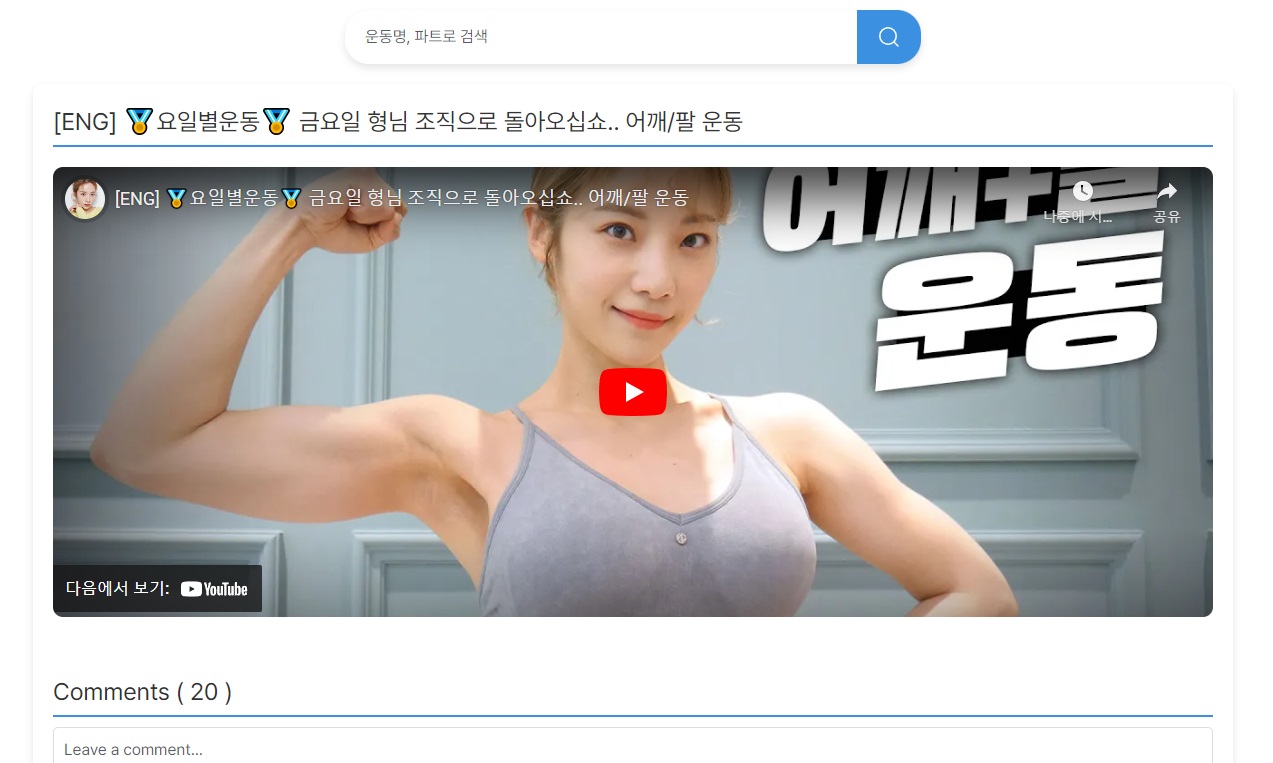 운동명, 파트로 검색
[ENG] 🏅요일별운동🏅 금요일 형님 조직으로 돌아오십쇼.. 어깨/팔 운동
[ENG] 🏅요일별운동🏅 금요일 형님 조직으로 돌아오십쇼.. 어깨/팔 운동
나중에 시...
공유
어깨+팔
운동
다음에서 보기: YouTube
Comments ( 20 )
Leave a comment...